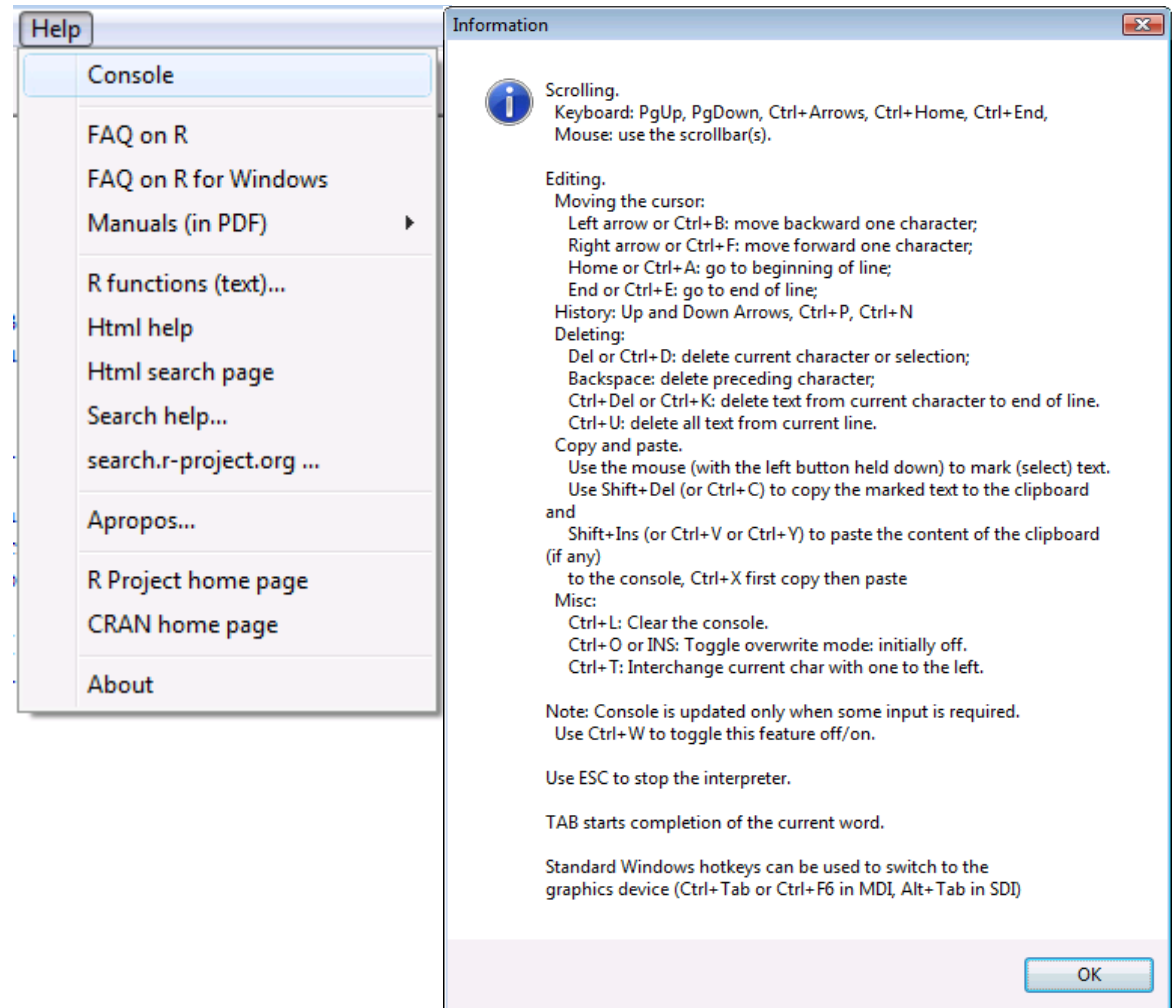 Help
Console
FAQ on R
FAQ on R for Windows
Manuals (in PDF)
R functions (text)...
Html help
Html search page
Search help...
search.r-project.org ...
Apropos...
R Project home page
CRAN home page
About
Information
Scrolling.
Keyboard: PgUp, PgDown, Ctrl+Arrows, Ctrl+Home, Ctrl+End,
Mouse: use the scrollbar(s).
Editing.
Moving the cursor:
Left arrow or Ctrl+B: move backward one character;
Right arrow or Ctrl+F: move forward one character;
Home or Ctrl+A: go to beginning of line;
End or Ctrl+E: go to end of line;
History: Up and Down Arrows, Ctrl+P, Ctrl+N
Deleting:
Del or Ctrl+D: delete current character or selection;
Backspace: delete preceding character;
Ctrl+Del or Ctrl+K: delete text from current character to end of line.
Ctrl+U: delete all text from current line.
Copy and paste.
Use the mouse (with the left button held down) to mark (select) text.
Use Shift+Del (or Ctrl+C) to copy the marked text to the clipboard
and
Shift+Ins (or Ctrl+V or Ctrl+Y) to paste the content of the clipboard
(if any)
to the console, Ctrl+X first copy then paste
Misc:
Ctrl+L: Clear the console.
Ctrl+O or INS: Toggle overwrite mode: initially off.
Ctrl+T: Interchange current char with one to the left.
Note: Console is updated only when some input is required.
Use Ctrl+W to toggle this feature off/on.
Use ESC to stop the interpreter.
TAB starts completion of the current word.
Standard Windows hotkeys can be used to switch to the
graphics device (Ctrl+Tab or Ctrl+F6 in MDI, Alt+Tab in SDI)
OK